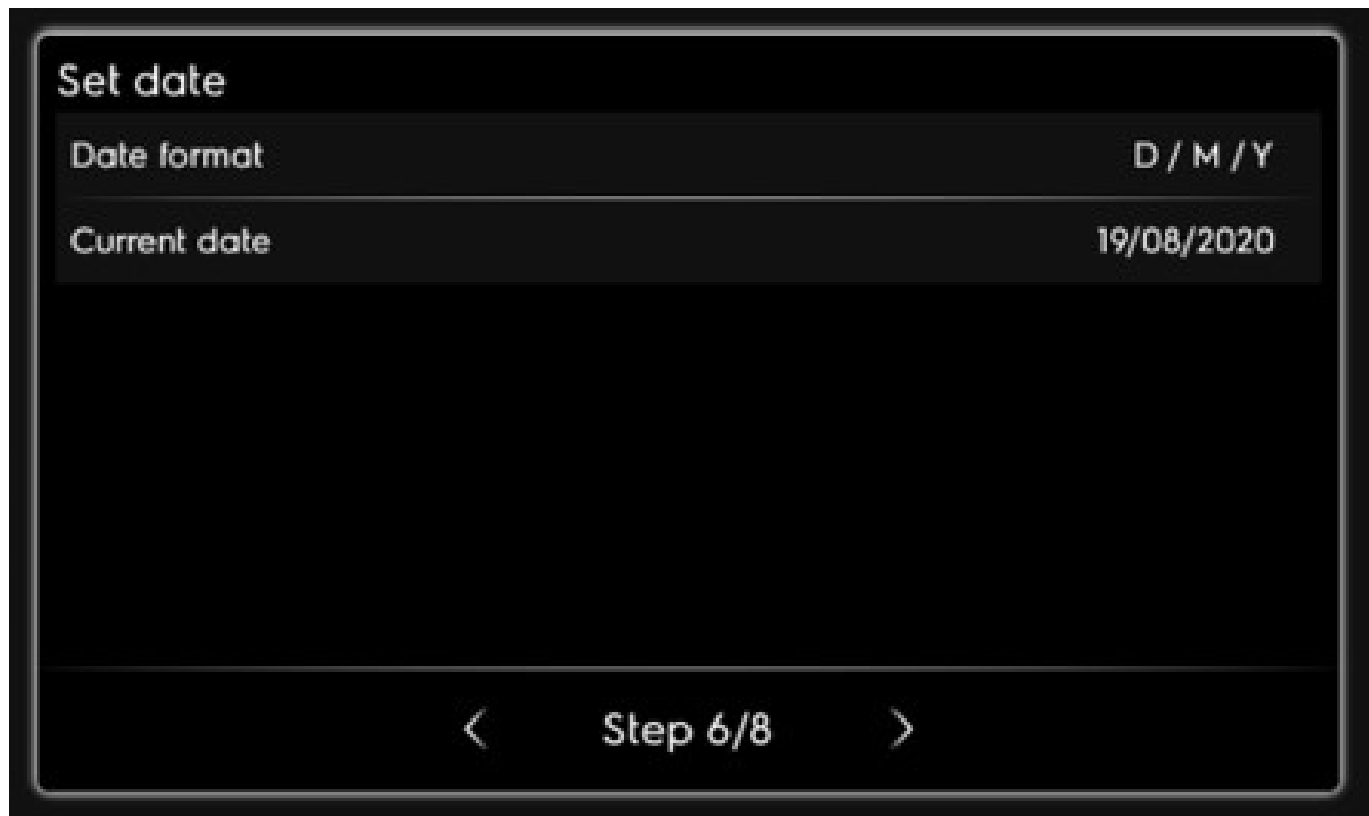 Set date
Date format D / M / Y
Current date 19/08/2020
< Step 6/8 >